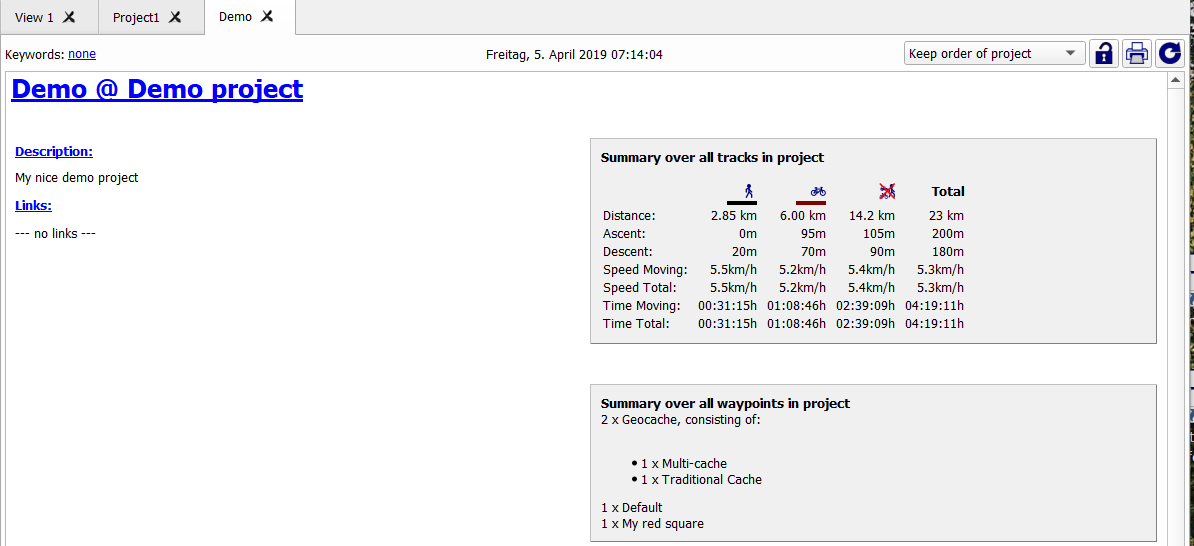 View 1 Project1 Demo
Keywords: none Freitag, 5. April 2019 07:14:04 Keep order of project
Demo @ Demo project
Description:
My nice demo project
Links:
--- no links ---
Summary over all tracks in project
Total
Distance: 2.85 km 6.00 km 14.2 km 23 km
Ascent: 0m 95m 105m 200m
Descent: 20m 70m 90m 180m
Speed Moving: 5.5km/h 5.2km/h 5.4km/h 5.3km/h
Speed Total: 5.5km/h 5.2km/h 5.4km/h 5.3km/h
Time Moving: 00:31:15h 01:08:46h 02:39:09h 04:19:11h
Time Total: 00:31:15h 01:08:46h 02:39:09h 04:19:11h
Summary over all waypoints in project
2 x Geocache, consisting of:
• 1 x Multi-cache
• 1 x Traditional Cache
1 x Default
1 x My red square